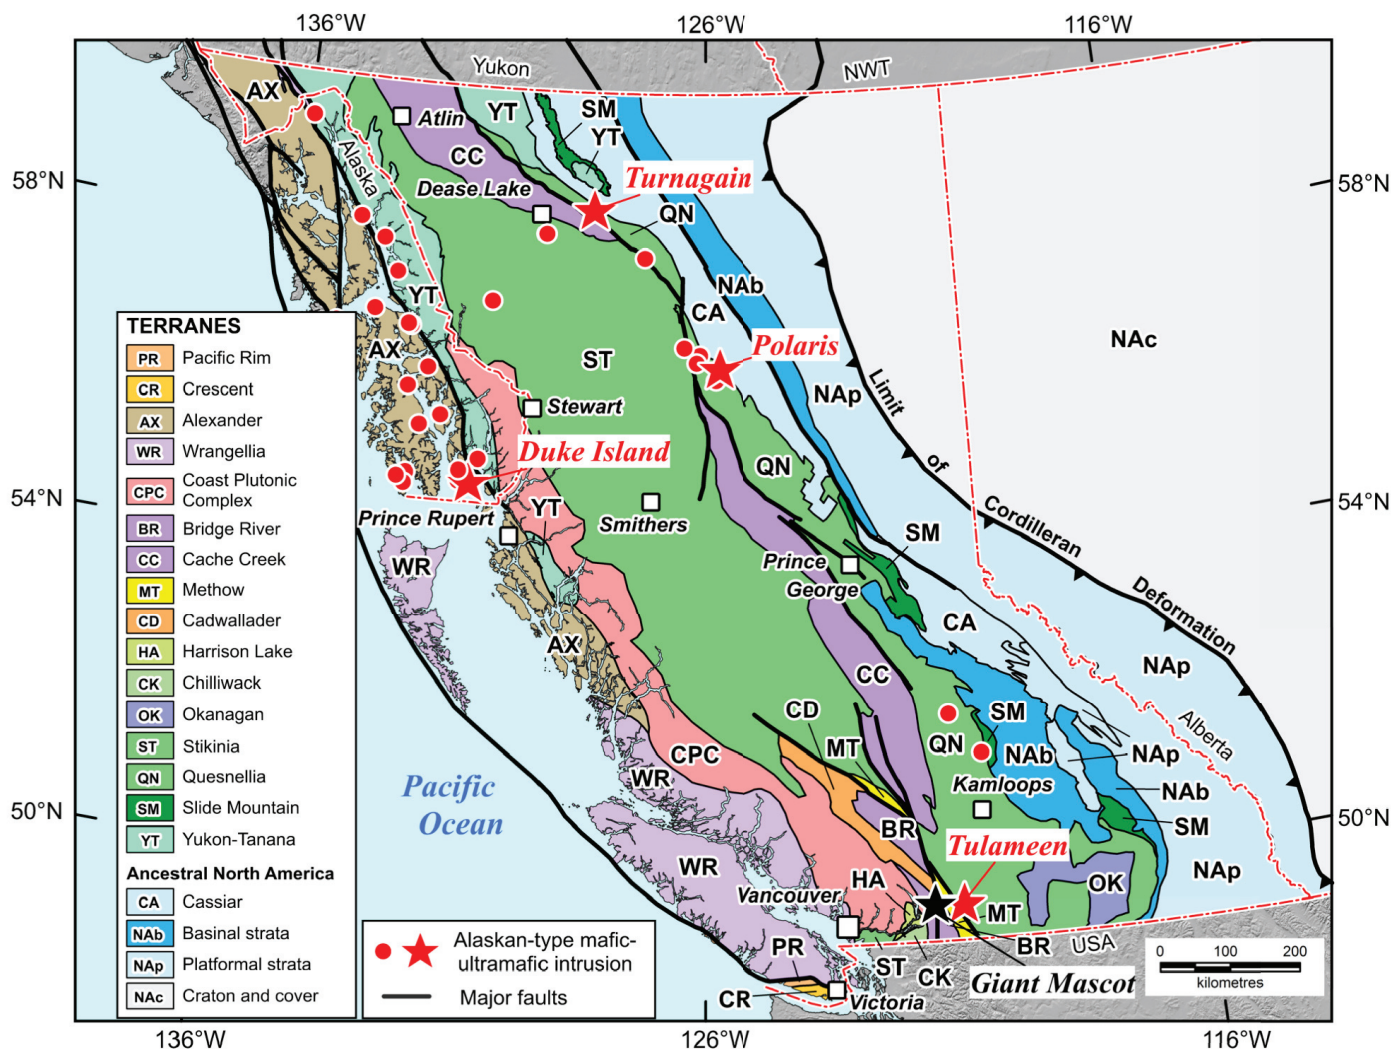 136°W
126°W
116°W
Yukon
NWT
AX
YT
SM
YT
Atlin
CC
Alaska
58°N
58°N
Dease Lake
Turnagain
QN
YT
NAb
CA
NAc
TERRANES
PR Pacific Rim
CR Crescent
AX Alexander
WR Wrangellia
CPC Coast Plutonic
Complex
BR Bridge River
CC Cache Creek
MT Methow
CD Cadwallader
HA Harrison Lake
CK Chilliwack
OK Okanagan
ST Stikinia
QN Quesnellia
SM Slide Mountain
YT Yukon-Tanana
Ancestral North America
CA Cassiar
NAb Basinal strata
NAp Platformal strata
NAc Craton and cover
AX
ST
Polaris
NAp
Limit
of
Cordilleran
Deformation
Stewart
Duke Island
QN
54°N
54°N
Prince Rupert
YT
Smithers
SM
WR
Prince
George
CA
AX
NAp
CC
CD
SM
Alberta
QN
MT
NAb
NAp
CPC
WR
Kamloops
NAb
Pacific
Ocean
50°N
50°N
BR
SM
Tulameen
WR
NAp
HA
OK
Vancouver
MT
BR
USA
PR
ST
CK
Giant Mascot
CR
Victoria
Alaskan-type mafic-
ultramafic intrusion
Major faults
0 100 200
kilometres
136°W
126°W
116°W